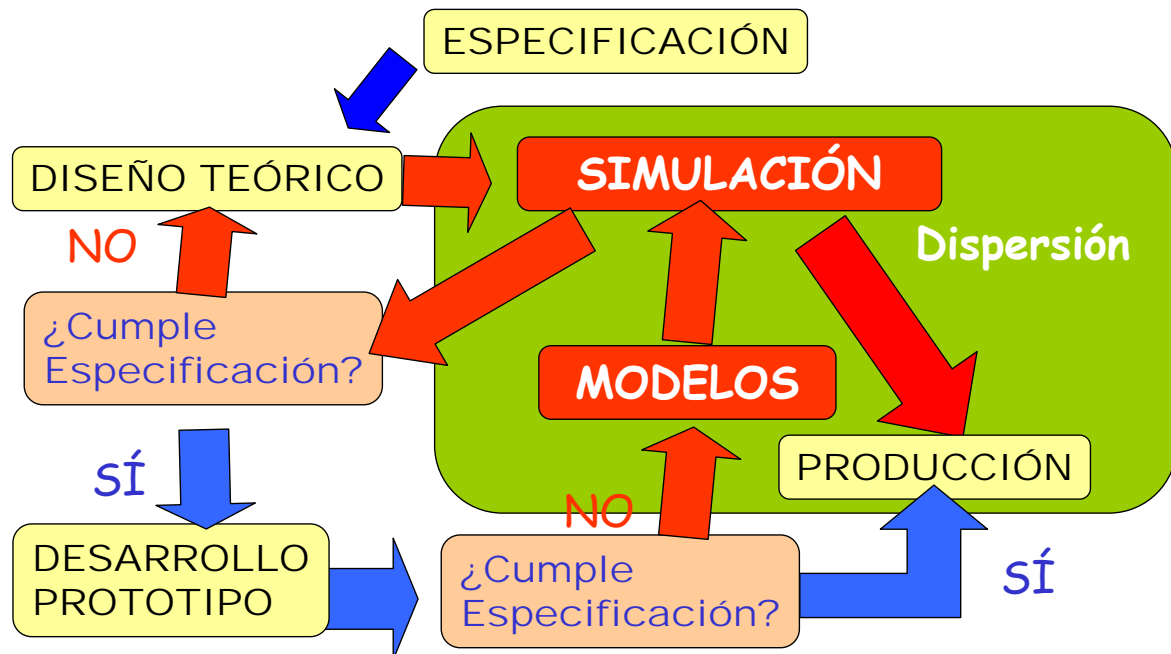 ESPECIFICACIÓN
DISEÑO TEÓRICO
SIMULACIÓN
Dispersión
NO
¿Cumple
Especificación?
MODELOS
PRODUCCIÓN
SÍ
NO
DESARROLLO
PROTOTIPO
¿Cumple
Especificación?
SÍ